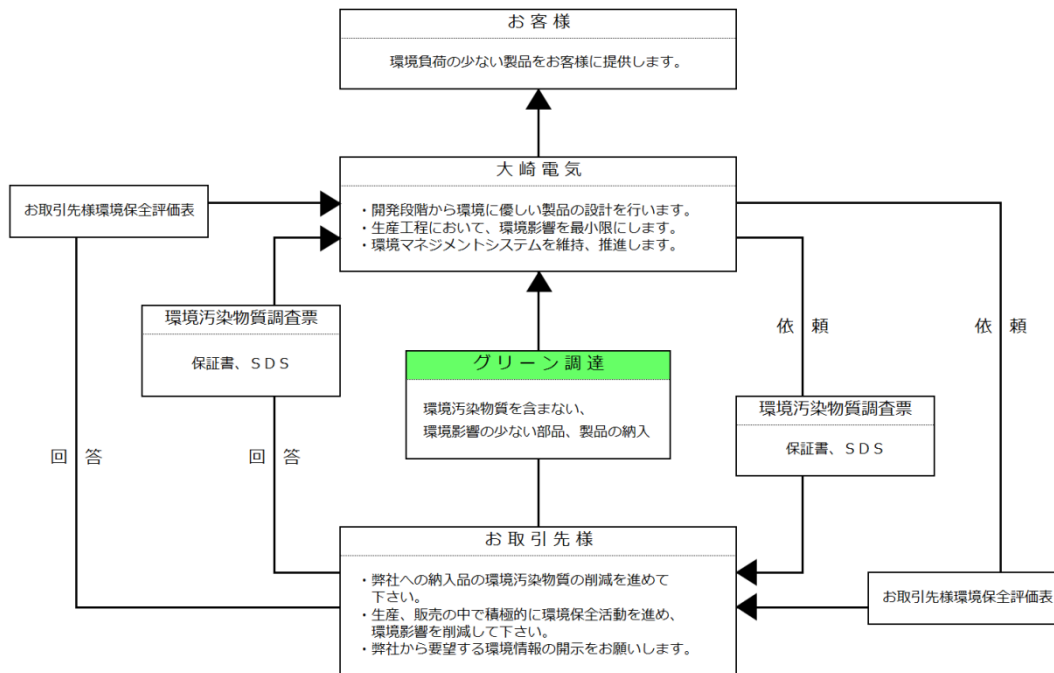 お客様
環境負荷の少ない製品をお客様に提供します。
大崎電気
・開発段階から環境に優しい製品の設計を行います。
・生産工程において、環境影響を最小限にします。
・環境マネジメントシステムを維持、推進します。
お取引先様環境保全評価表
環境汚染物質調査票
保証書、ＳＤＳ
依頼
依頼
グリーン調達
環境汚染物質を含まない、
環境影響の少ない部品、製品の納入
環境汚染物質調査票
保証書、ＳＤＳ
回答
回答
お取引先様
・弊社への納入品の環境汚染物質の削減を進めて
下さい。
・生産、販売の中で積極的に環境保全活動を進め、
環境影響を削減して下さい。
・弊社から要望する環境情報の開示をお願いします。
お取引先様環境保全評価表